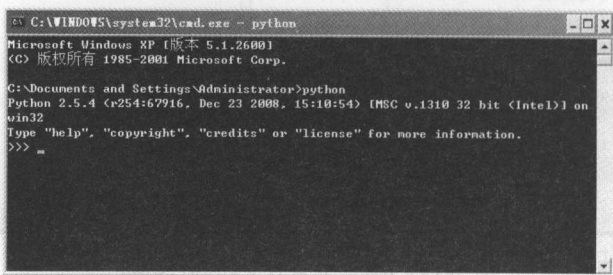 C:\WINDOWS\system32\cmd.exe - python
Microsoft Windows XP [版本 5.1.2600]
(C) 版权所有 1985-2001 Microsoft Corp.
C:\Documents and Settings\Administrator>python
Python 2.5.4 (r254:67916, Dec 23 2008, 15:10:54) [MSC v.1310 32 bit (Intel)] on
win32
Type "help", "copyright", "credits" or "license" for more information.
>>> _